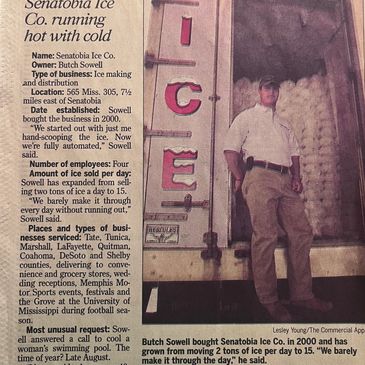 Senatobia Ice
Co. running
hot with cold
Name: Senatobia Ice Co.
Owner: Butch Sowell
Type of business: Ice making
and distribution
Location: 565 Miss. 305, 7½
miles east of Senatobia
Date established: Sowell
bought the business in 2000.
"We started out with just me
hand-scooping the ice. Now
we're fully automated," Sowell
said.
Number of employees: Four
Amount of ice sold per day:
Sowell has expanded from sel-
ling two tons of ice a day to 15.
"We barely make it through
every day without running out,"
Sowell said.
Places and types of busi-
nesses serviced: Tate, Tunica,
Marshall, LaFayette, Quitman,
Coahoma, DeSoto and Shelby
counties, delivering to conve-
nience and grocery stores, wed-
ding receptions, Memphis Mo-
tor Sports events, festivals and
the Grove at the University of
Mississippi during football sea-
son.
Most unusual request: Sow-
ell answered a call to cool a
woman's swimming pool. The
time of year? Late August.
ICE
HERCULES
Lesley Young/The Commercial App
Butch Sowell bought Senatobia Ice Co. in 2000 and has
grown from moving 2 tons of ice per day to 15. "We barely
make it through the day," he said.